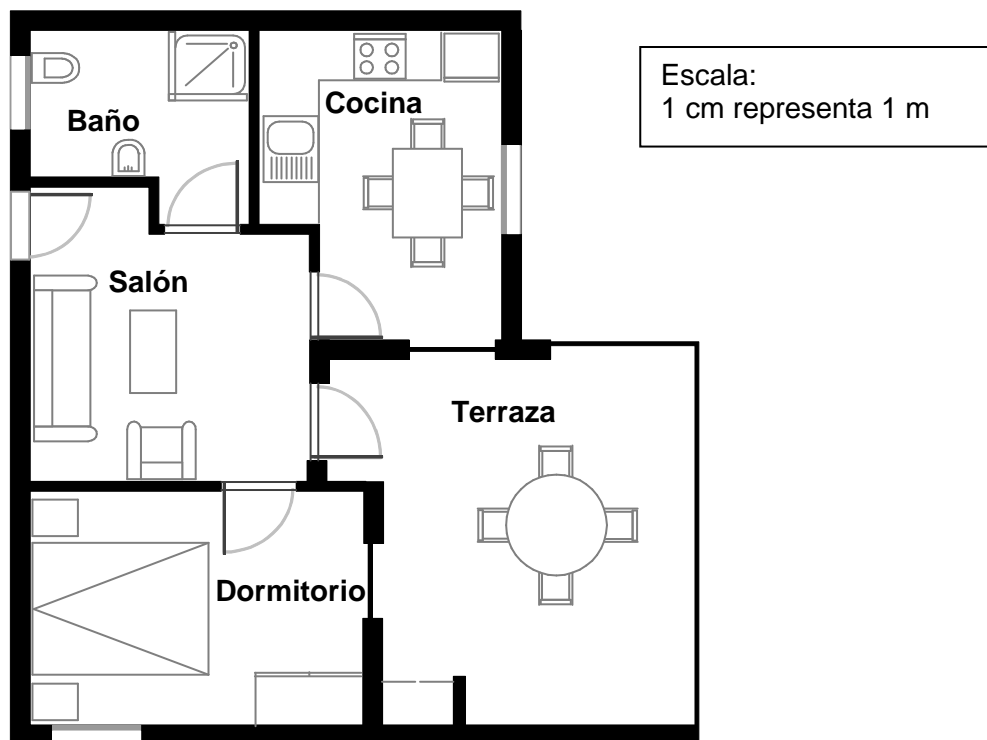 Escala:
1 cm representa 1 m
Cocina
Baño
Salón
Terraza
Dormitorio